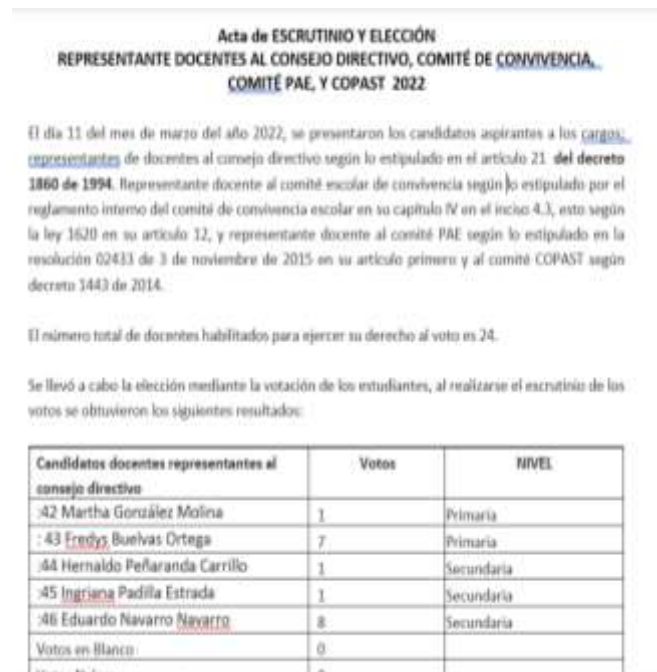 Acta de ESCRUTINIO Y ELECCIÓN
REPRESENTANTE DOCENTES AL CONSEJO DIRECTIVO, COMITÉ DE CONVIVENCIA,
COMITÉ PAE, Y COPAST 2022
El día 11 del mes de marzo del año 2022, se presentaron los candidatos aspirantes a los cargos:
representantes de docentes al consejo directivo según lo estipulado en el artículo 21 del decreto
1860 de 1994. Representante docente al comité escolar de convivencia según lo estipulado por el
reglamento interno del comité de convivencia escolar en su capítulo IV en el inciso 4.3, esto según
la ley 1620 en su artículo 12, y representante docente al comité PAE según lo estipulado en la
resolución 02433 de 3 de noviembre de 2015 en su artículo primero y al comité COPAST según
decreto 1443 de 2014.
El número total de docentes habilitados para ejercer su derecho al voto es 24.
Se llevó a cabo la elección mediante la votación de los estudiantes, al realizarse el escrutinio de los
votos se obtuvieron los siguientes resultados:
Candidatos docentes representantes al Votos NIVEL
consejo directivo
:42 Martha González Molina 1 Primaria
: 43 Fredys Buelvas Ortega 7 Primaria
:44 Hernaldo Peñaranda Carrillo 1 Secundaria
:45 Ingriana Padilla Estrada 1 Secundaria
:46 Eduardo Navarro Navarro 8 Secundaria
Votos en Blanco 0